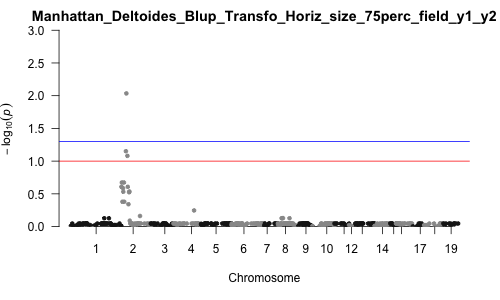 Manhattan_Deltoides_Blup_Transfo_Horiz_size_75perc_field_y1_y2
3.0
2.5
2.0
1.5
1.0
0.5
0.0
− log10(p)
1 2 3 4 5 6 7 8 9 10 12 14 17 19
Chromosome